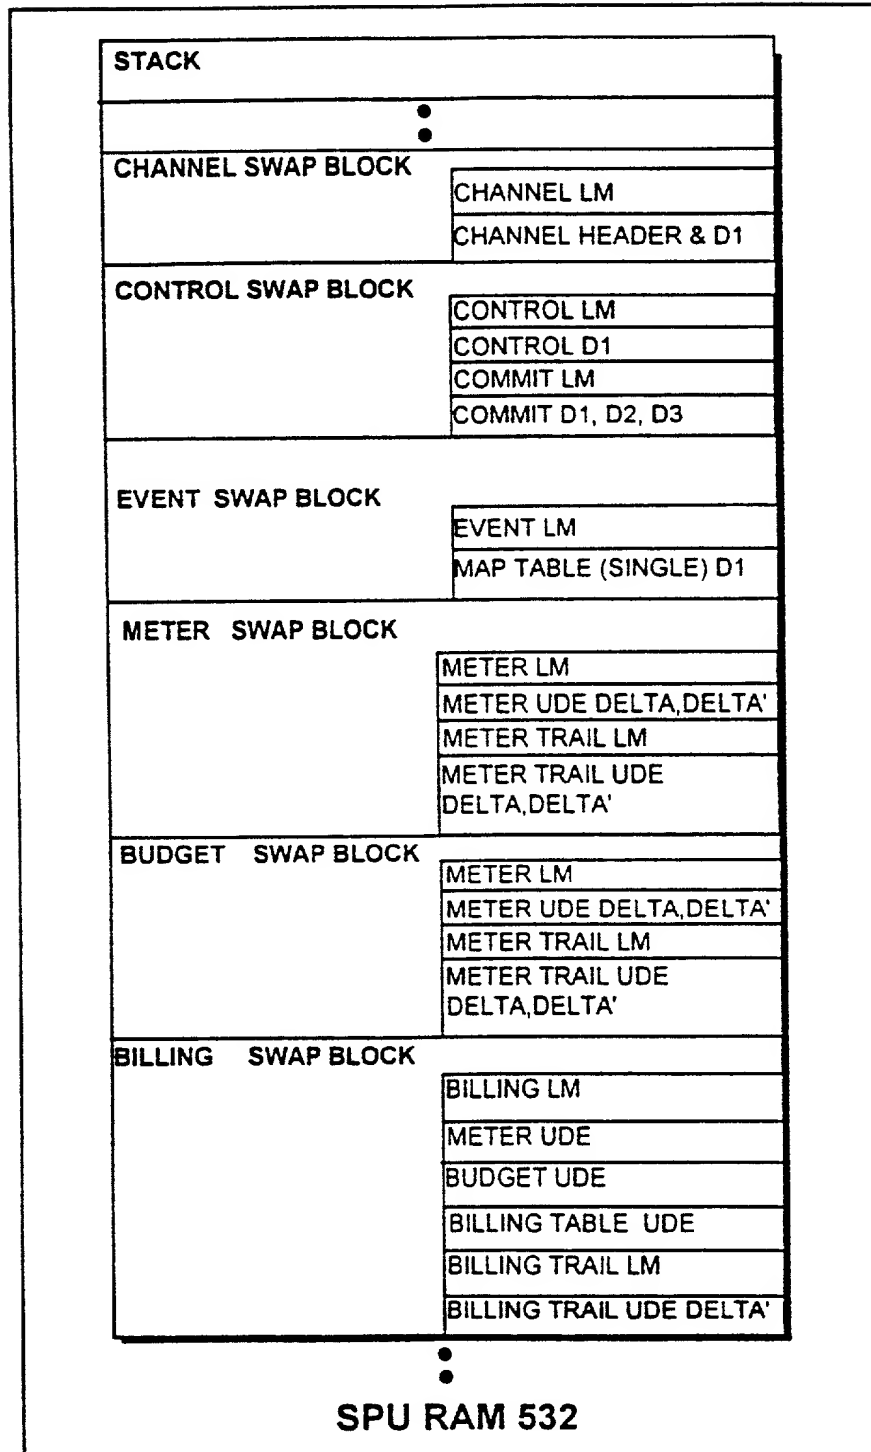 STACK
CHANNEL SWAP BLOCK
CHANNEL LM
CHANNEL HEADER & D1
CONTROL SWAP BLOCK
CONTROL LM
CONTROL D1
COMMIT LM
COMMIT D1, D2, D3
EVENT SWAP BLOCK
EVENT LM
MAP TABLE (SINGLE) D1
METER SWAP BLOCK
METER LM
METER UDE DELTA,DELTA'
METER TRAIL LM
METER TRAIL UDE
DELTA,DELTA'
BUDGET SWAP BLOCK
METER LM
METER UDE DELTA,DELTA'
METER TRAIL LM
METER TRAIL UDE
DELTA,DELTA'
BILLING SWAP BLOCK
BILLING LM
METER UDE
BUDGET UDE
BILLING TABLE UDE
BILLING TRAIL LM
BILLING TRAIL UDE DELTA'
SPU RAM 532